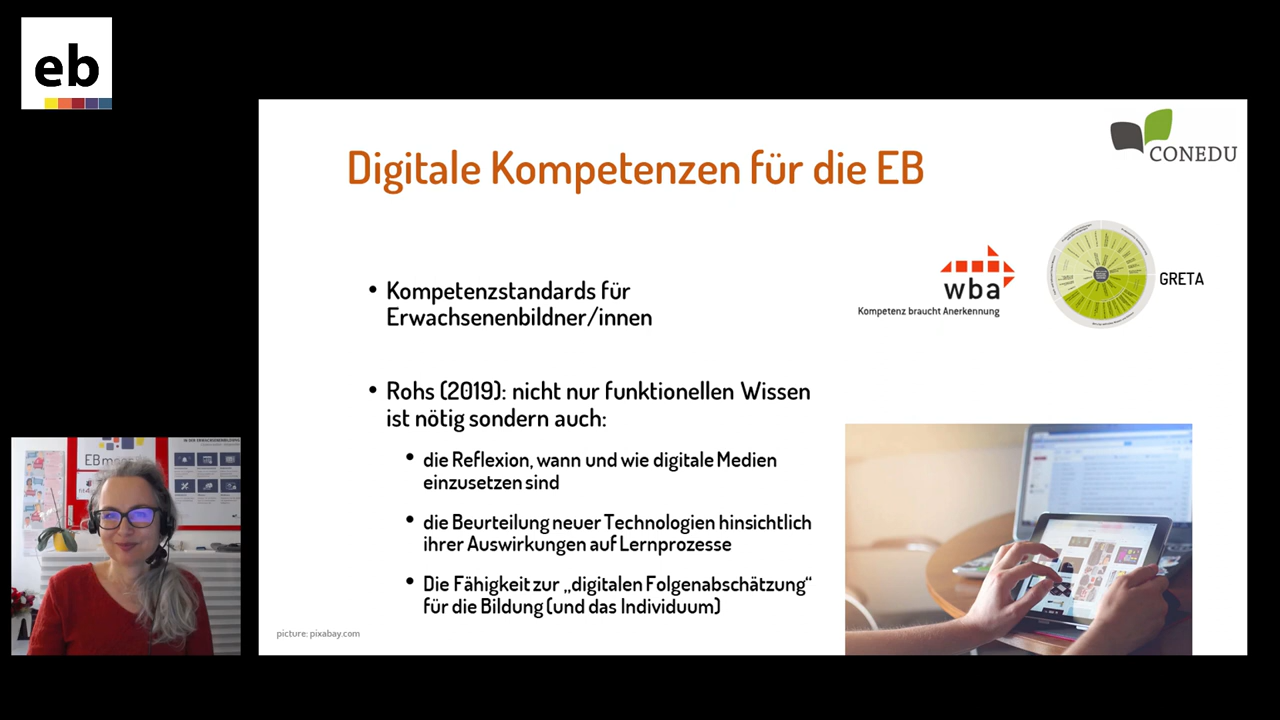 eb
CONEDU
Digitale Kompetenzen für die EB
• Kompetenzstandards für
Erwachsenenbildner/innen
wba
Kompetenz braucht Anerkennung
GRETA
• Rohs (2019): nicht nur funktionellen Wissen
ist nötig sondern auch:
• die Reflexion, wann und wie digitale Medien
einzusetzen sind
• die Beurteilung neuer Technologien hinsichtlich
ihrer Auswirkungen auf Lernprozesse
• Die Fähigkeit zur „digitalen Folgenabschätzung“
für die Bildung (und das Individuum)
picture: pixabay.com